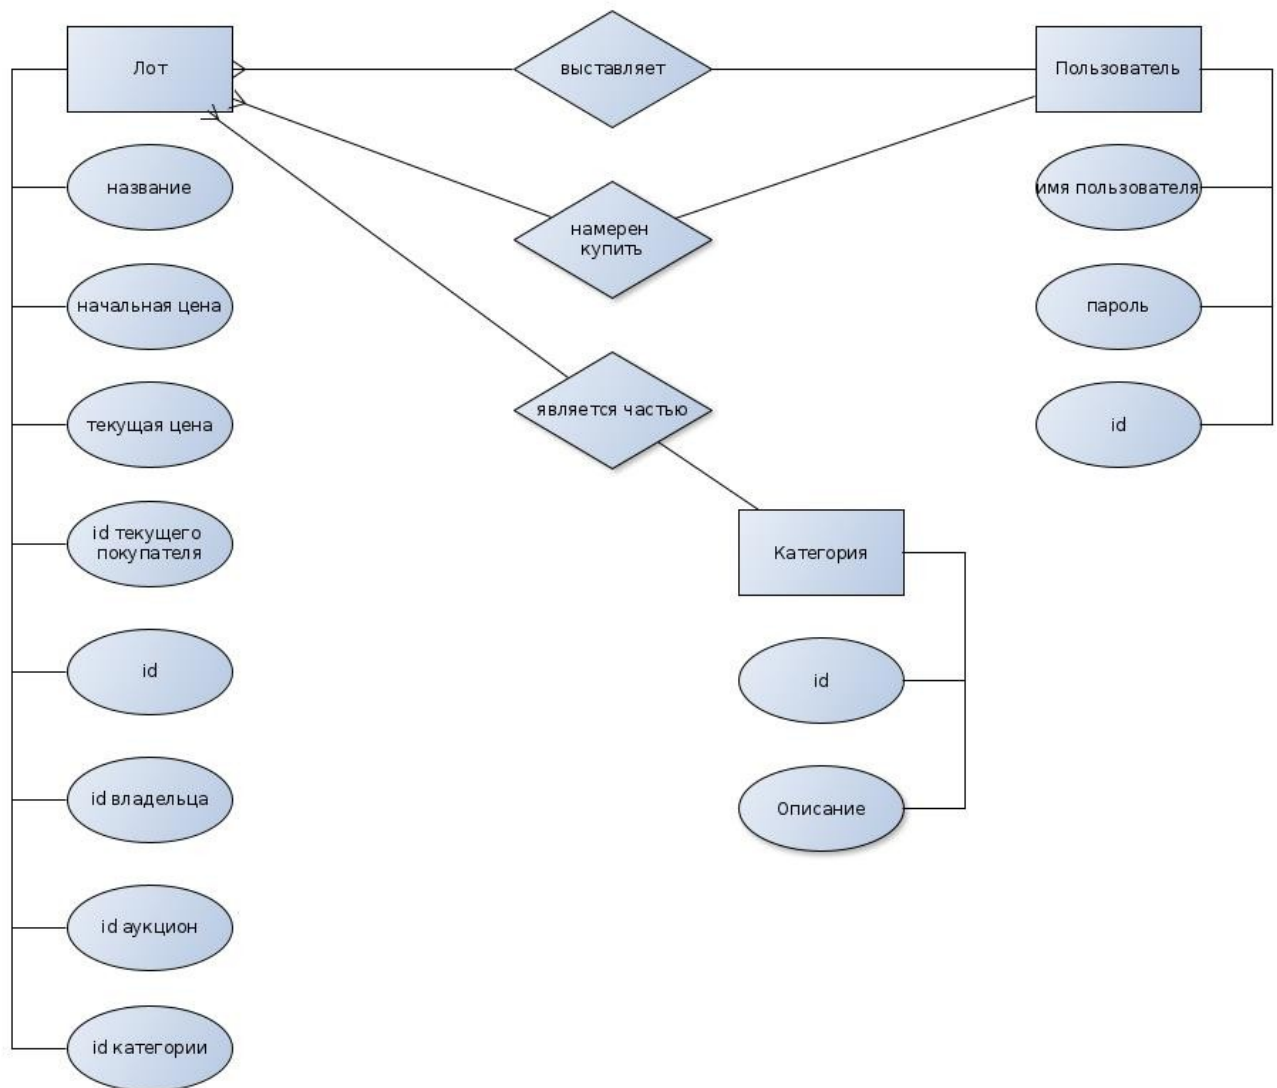 Лот
выставляет
Пользователь
название
имя пользователя
намерен
купить
начальная цена
пароль
текущая цена
является частью
id
id текущего
покупателя
Категория
id
id
id владельца
Описание
id аукцион
id категории